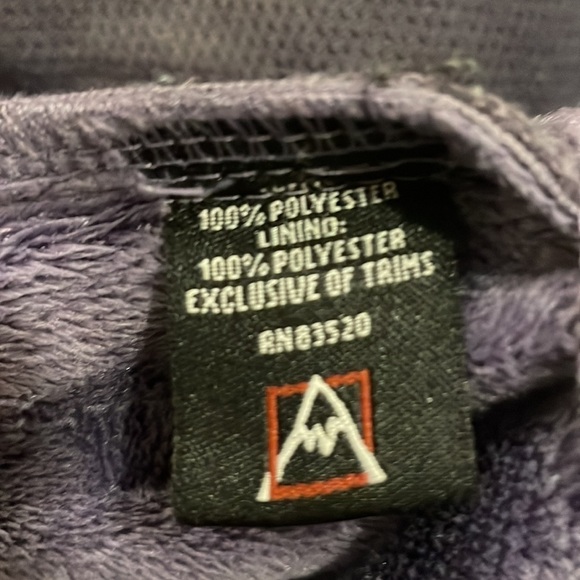 100% POLYESTER
LINING:
100% POLYESTER
EXCLUSIVE OF TRIMS
RN83520